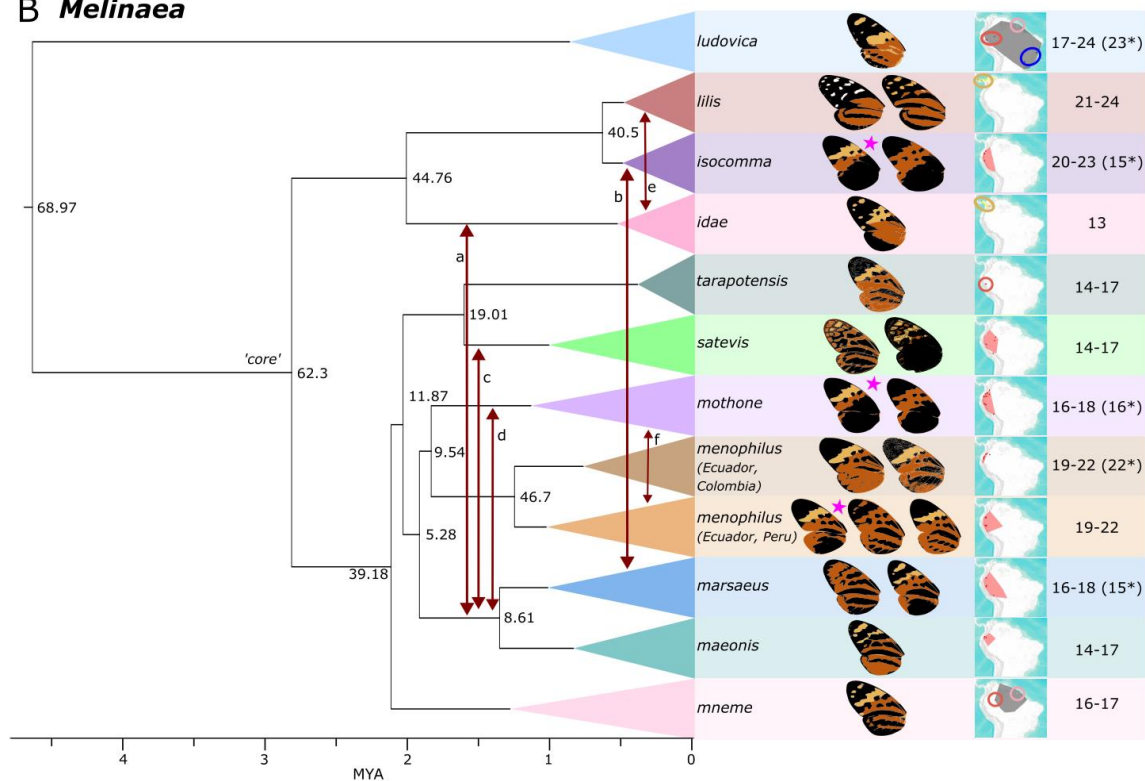 B Melinaea
ludovica 17-24 (23*)
lilis 21-24
40.5
isocomma 20-23 (15*)
44.76
b e
68.97
idae 13
a
tarapotensis 14-17
19.01
satevis 14-17
'core' 62.3
c
11.87
mothone 16-18 (16*)
d
9.54
f
menophilus
(Ecuador,
Colombia)
19-22 (22*)
46.7
menophilus
(Ecuador, Peru)
19-22
5.28
39.18
marsaeus 16-18 (15*)
8.61
maeonis 14-17
mneme 16-17
4 3 2 1 0
MYA